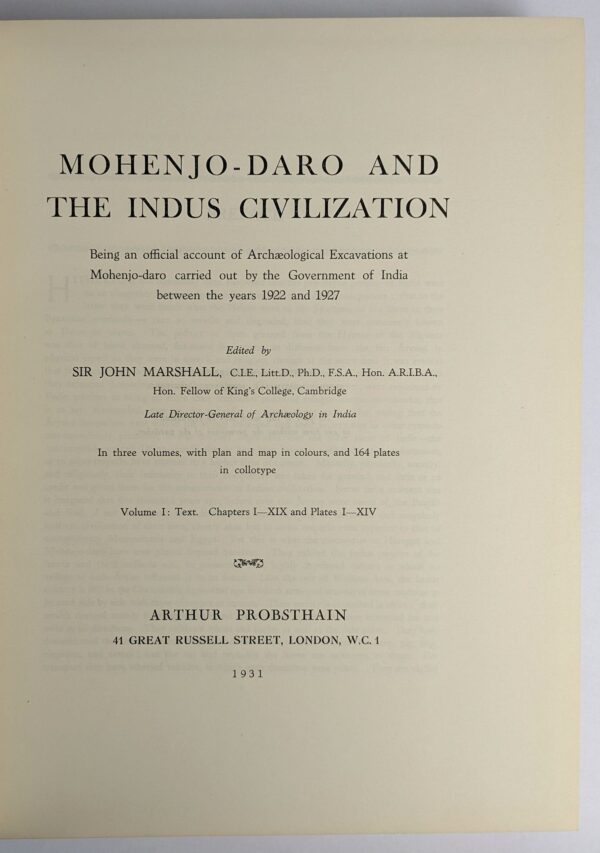 MOHENJO-DARO AND
THE INDUS CIVILIZATION
Being an official account of Archæological Excavations at
Mohenjo-daro carried out by the Government of India
between the years 1922 and 1927
Edited by
SIR JOHN MARSHALL, C.I.E., Litt.D., Ph.D., F.S.A., Hon. A.R.I.B.A.,
Hon. Fellow of King's College, Cambridge
Late Director-General of Archæology in India
In three volumes, with plan and map in colours, and 164 plates
in collotype
Volume I: Text. Chapters I—XIX and Plates I—XIV
ARTHUR PROBSTHAIN
41 GREAT RUSSELL STREET, LONDON, W.C.1
1931